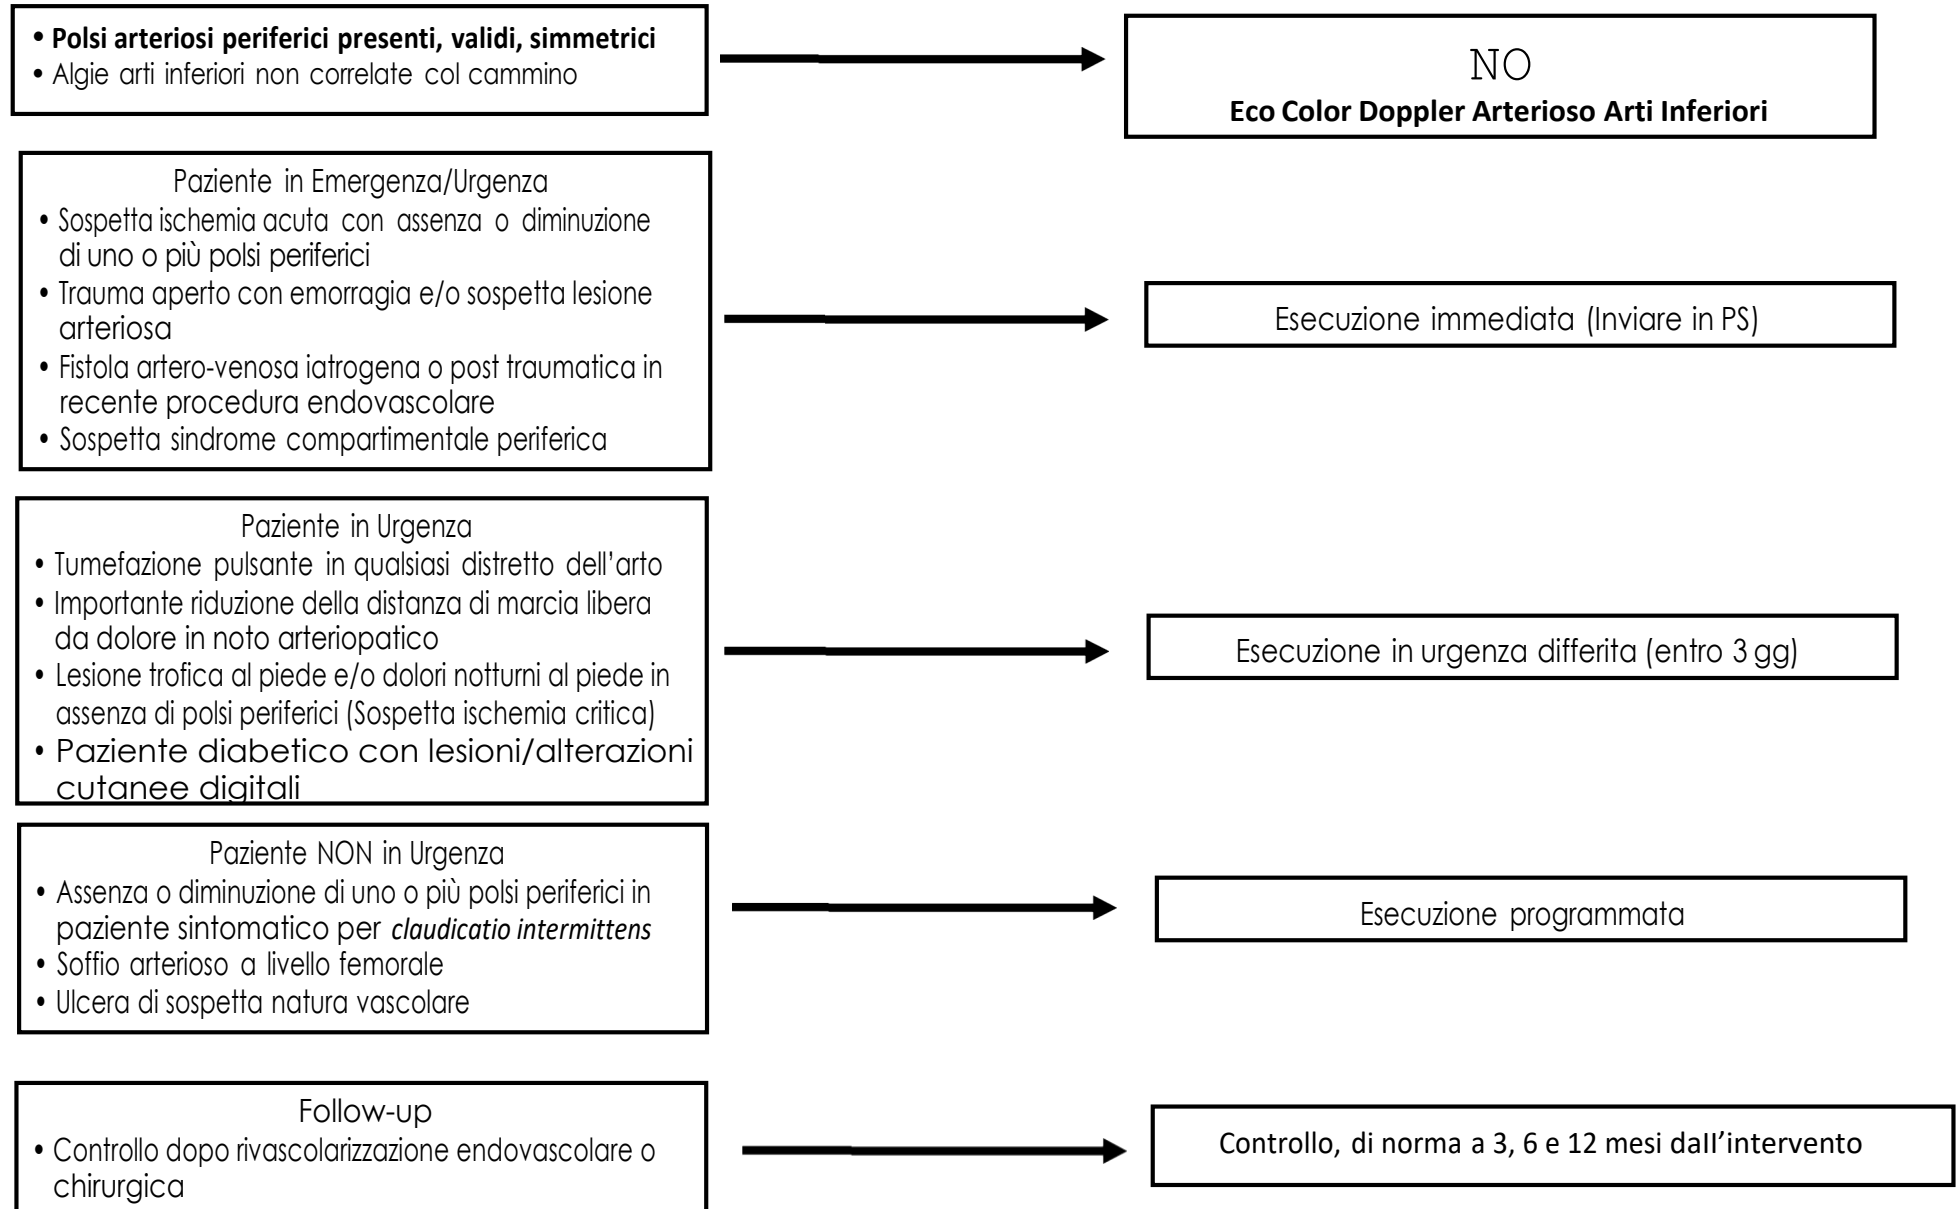 • Polsi arteriosi periferici presenti, validi, simmetrici
• Algie arti inferiori non correlate col cammino
NO
Eco Color Doppler Arterioso Arti Inferiori
Paziente in Emergenza/Urgenza
• Sospetta ischemia acuta con assenza o diminuzione
di uno o più polsi periferici
• Trauma aperto con emorragia e/o sospetta lesione
arteriosa
• Fistola artero-venosa iatrogena o post traumatica in
recente procedura endovascolare
• Sospetta sindrome compartimentale periferica
Esecuzione immediata (Inviare in PS)
Paziente in Urgenza
• Tumefazione pulsante in qualsiasi distretto dell’arto
• Importante riduzione della distanza di marcia libera
da dolore in noto arteriopatico
• Lesione trofica al piede e/o dolori notturni al piede in
assenza di polsi periferici (Sospetta ischemia critica)
• Paziente diabetico con lesioni/alterazioni
cutanee digitali
Esecuzione in urgenza differita (entro 3 gg)
Paziente NON in Urgenza
• Assenza o diminuzione di uno o più polsi periferici in
paziente sintomatico per claudicatio intermittens
• Soffio arterioso a livello femorale
• Ulcera di sospetta natura vascolare
Esecuzione programmata
Follow-up
• Controllo dopo rivascolarizzazione endovascolare o
chirurgica
Controllo, di norma a 3, 6 e 12 mesi daII’intervento